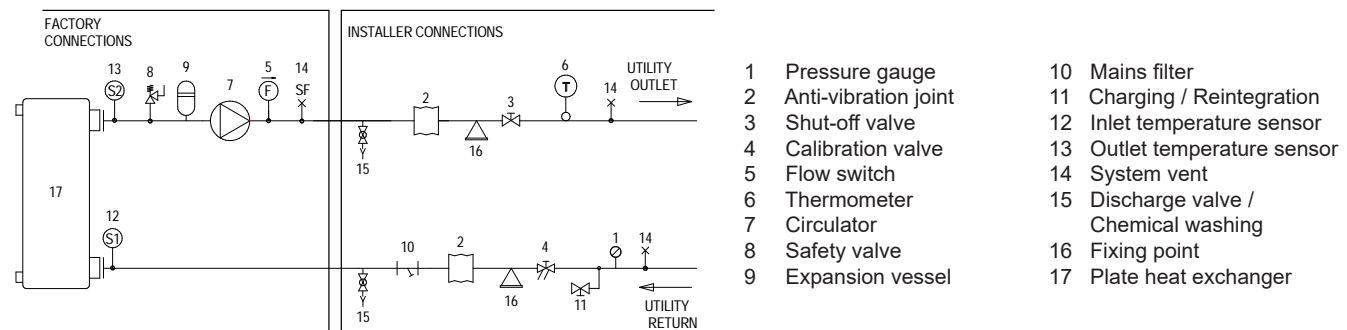 FACTORY
CONNECTIONS
INSTALLER CONNECTIONS
13
8
9
7
5
14
S2
F
SF
2
3
6
T
14
UTILITY
OUTLET
16
15
17
12
S1
10
2
4
1
14
16
11
15
UTILITY
RETURN
1 Pressure gauge
2 Anti-vibration joint
3 Shut-off valve
4 Calibration valve
5 Flow switch
6 Thermometer
7 Circulator
8 Safety valve
9 Expansion vessel
10 Mains filter
11 Charging / Reintegration
12 Inlet temperature sensor
13 Outlet temperature sensor
14 System vent
15 Discharge valve /
Chemical washing
16 Fixing point
17 Plate heat exchanger